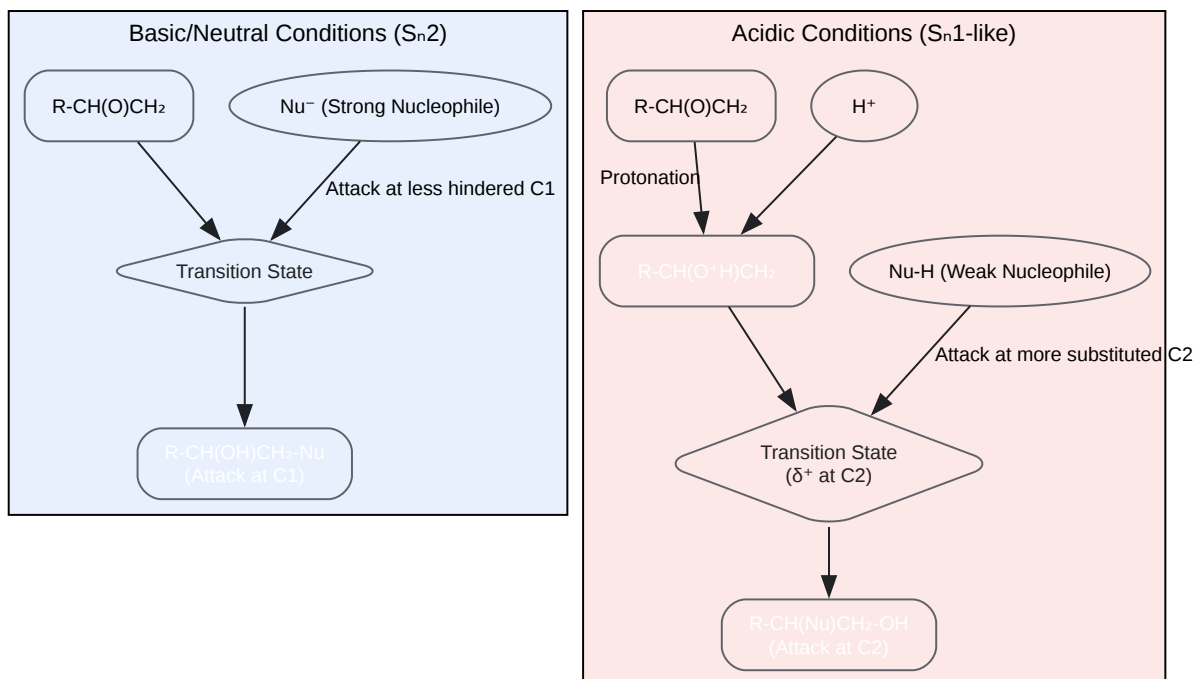 Basic/Neutral Conditions (Sₙ2)
R-CH(O)CH₂
Nu⁻ (Strong Nucleophile)
Attack at less hindered C1
Transition State
R-CH(OH)CH₂-Nu
(Attack at C1)
Acidic Conditions (Sₙ1-like)
R-CH(O)CH₂
H⁺
Protonation
R-CH(O⁺H)CH₂
Nu-H (Weak Nucleophile)
Attack at more substituted C2
Transition State
(δ⁺ at C2)
R-CH(Nu)CH₂-OH
(Attack at C2)